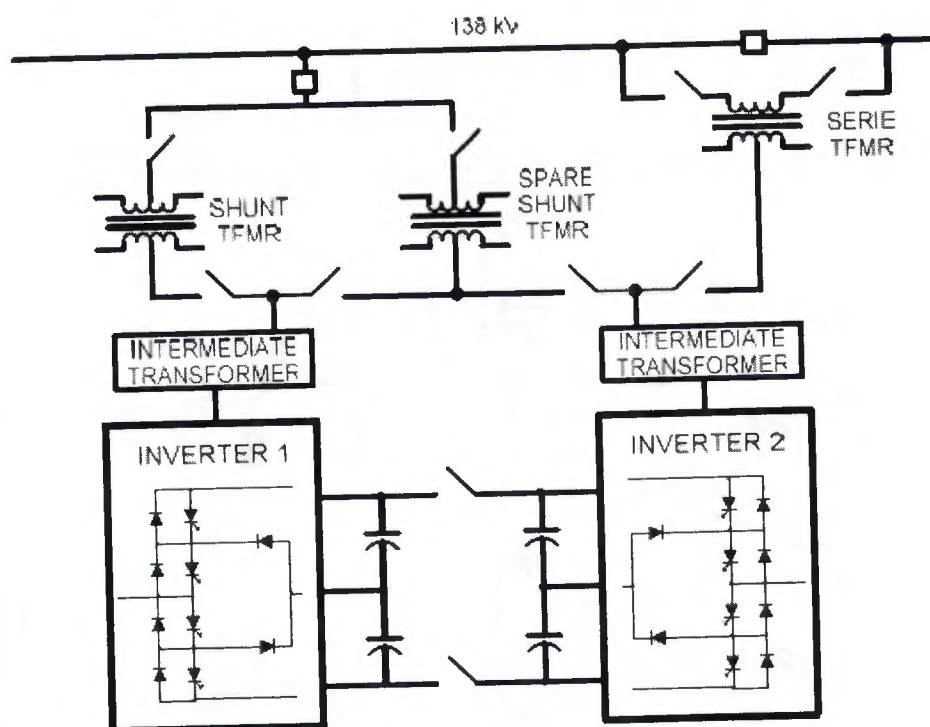 138 kV
SERIE
TFMR
SHUNT
TFMR
SPARE
SHUNT
TFMR
INTERMEDIATE
TRANSFORMER
INTERMEDIATE
TRANSFORMER
INVERTER 1
INVERTER 2